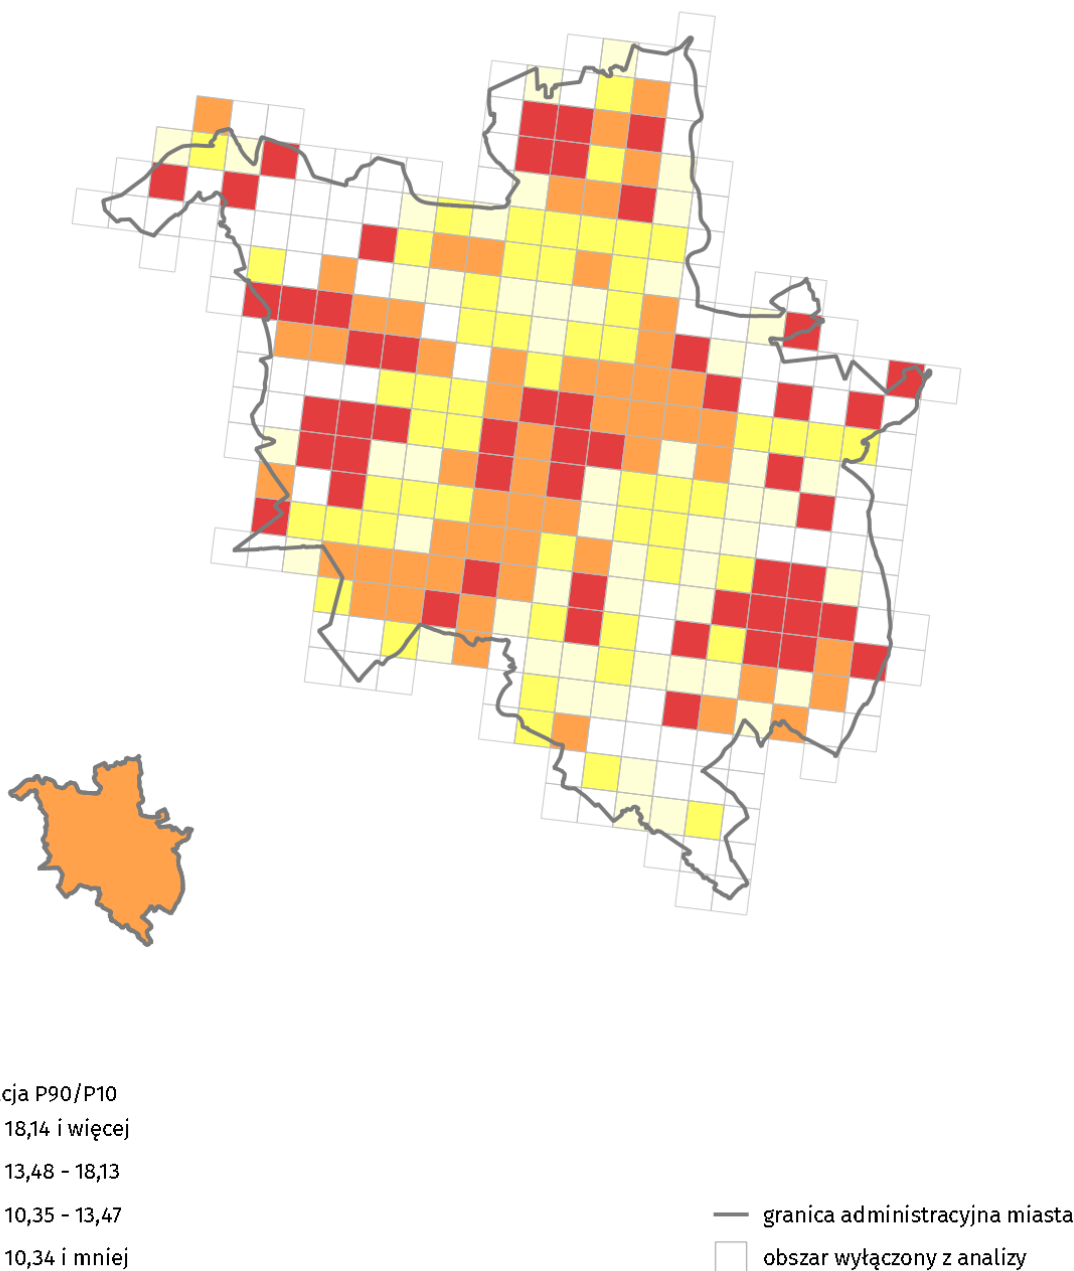 cja P90/P10
18,14 i więcej
13,48 - 18,13
10,35 - 13,47
10,34 i mniej
granica administracyjna miasta
obszar wyłączony z analizy